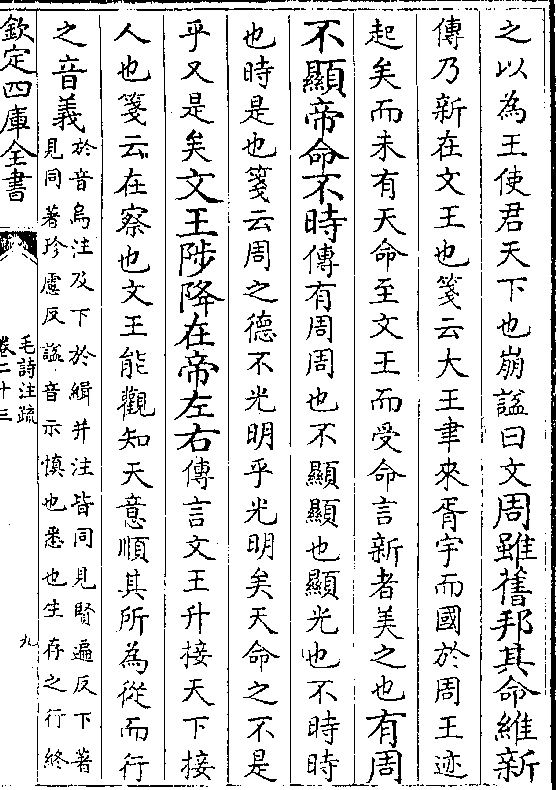 之以為王使君天下也崩諡曰文周雖舊邦其命維新
傳乃新在文王也箋云大王聿來胥宇而國於周王迹
起矣而未有天命至文王而受命言新者美之也有周
不顯帝命不時傳有周周也不顯顯也顯光也不時時
也時是也箋云周之德不光明乎光明矣天命之不是
乎又是矣文王陟降在帝左右傳言文王升接天下接
人也箋云在察也文王能觀知天意順其所為從而行
之音義於音烏注及下於緝并注皆同見賢遍反下著
見同著珍慮反諡音示慎也悉也生存之行終
欽定四庫全書
毛詩注疏
卷二十三
九